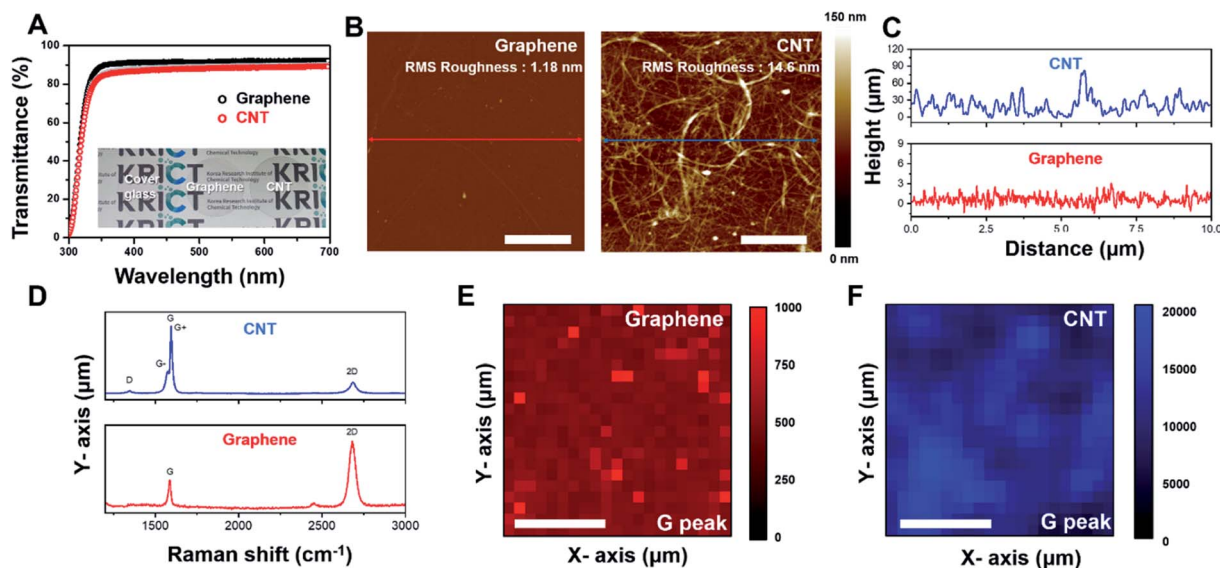 A
Transmittance (%)
100
80
60
40
20
0
Graphene
CNT
KRICT
Chemical Technology
Cover
glass
Graphene
CNT
Korea Research Institute of
Chemical Technology
300
400
500
600
700
Wavelength (nm)
B
Graphene
RMS Roughness : 1.18 nm
CNT
RMS Roughness : 14.6 nm
150 nm
0 nm
C
Height (µm)
120
90
60
30
0
CNT
9
6
3
0
Graphene
0.0
2.5
5.0
7.5
10.0
Distance (µm)
D
Y- axis (µm)
CNT
D
G-
G
G+
2D
Graphene
G
2D
1500
2000
2500
3000
Raman shift (cm-1)
E
Y- axis (µm)
Graphene
G peak
X- axis (µm)
1000
750
500
250
0
F
Y- axis (µm)
CNT
G peak
X- axis (µm)
20000
15000
10000
5000
0